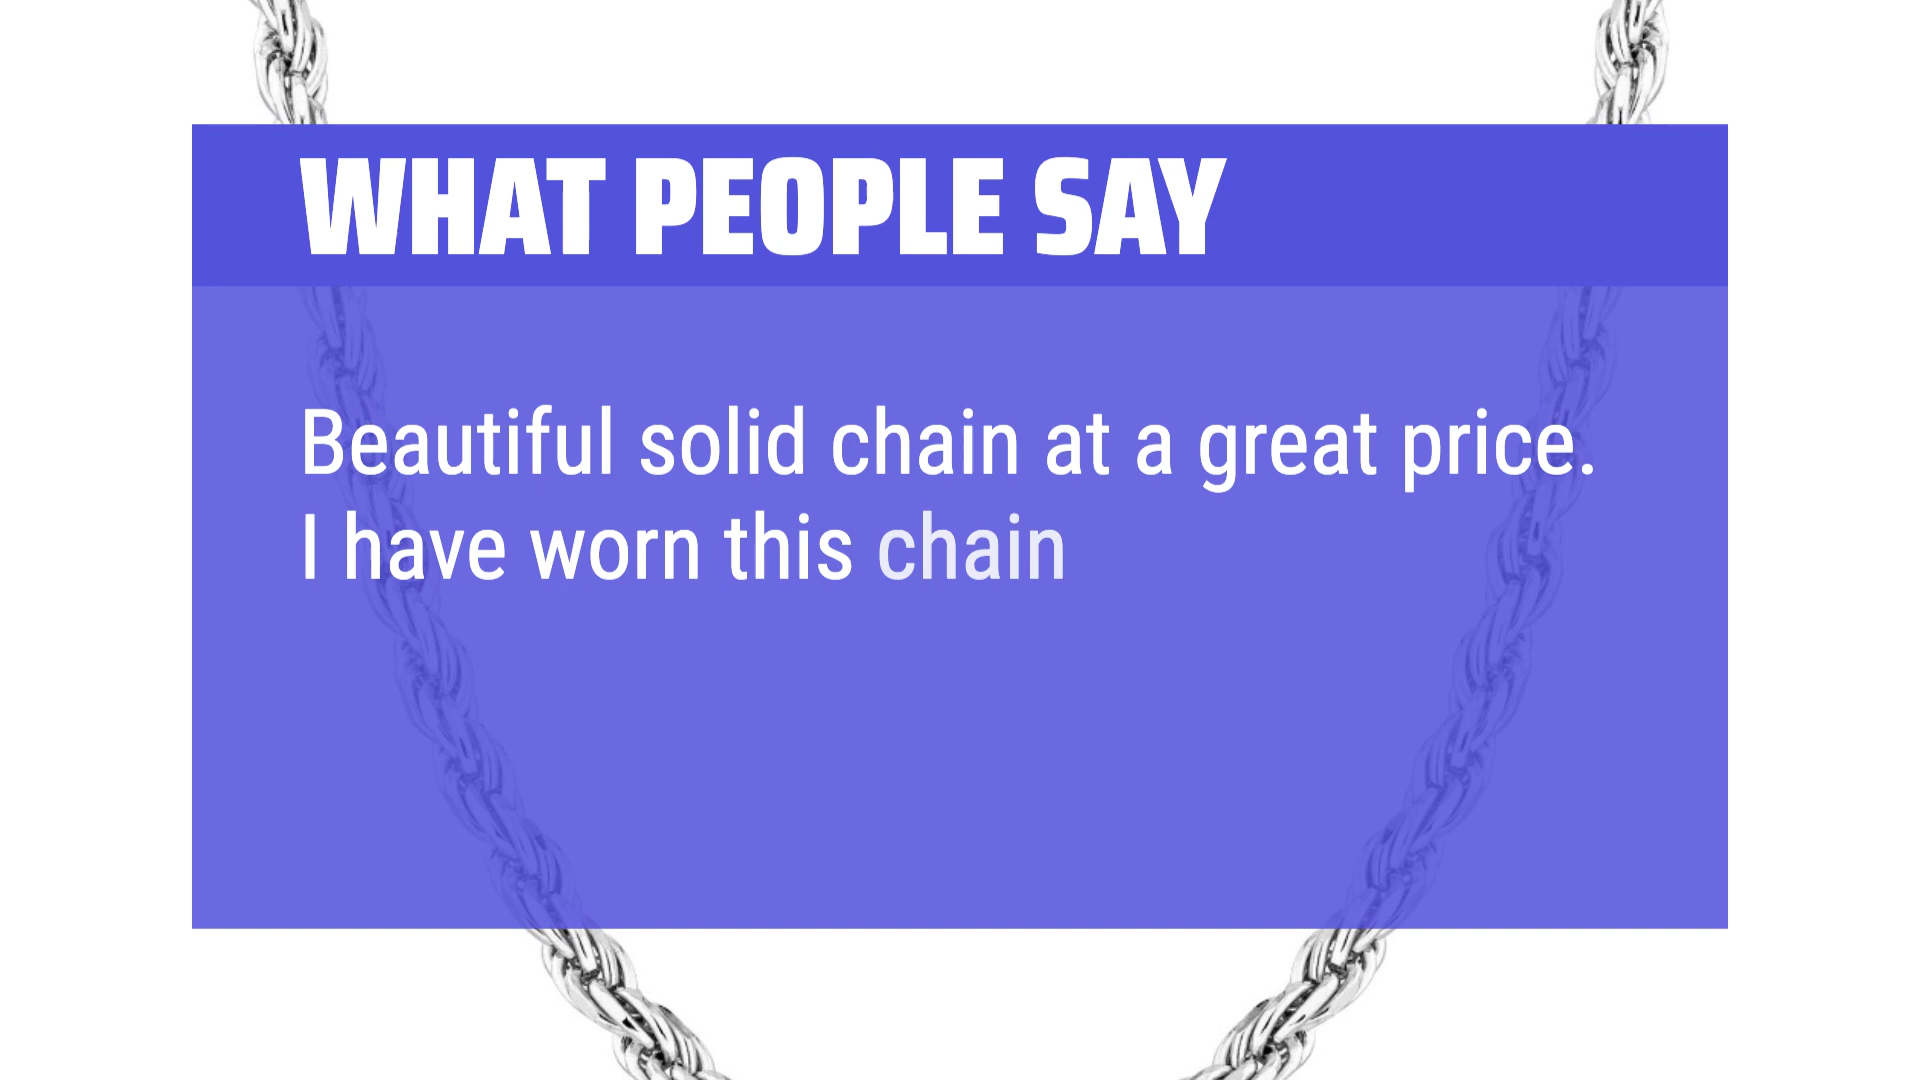 WHAT PEOPLE SAY
Beautiful solid chain at a great price.
I have worn this chain